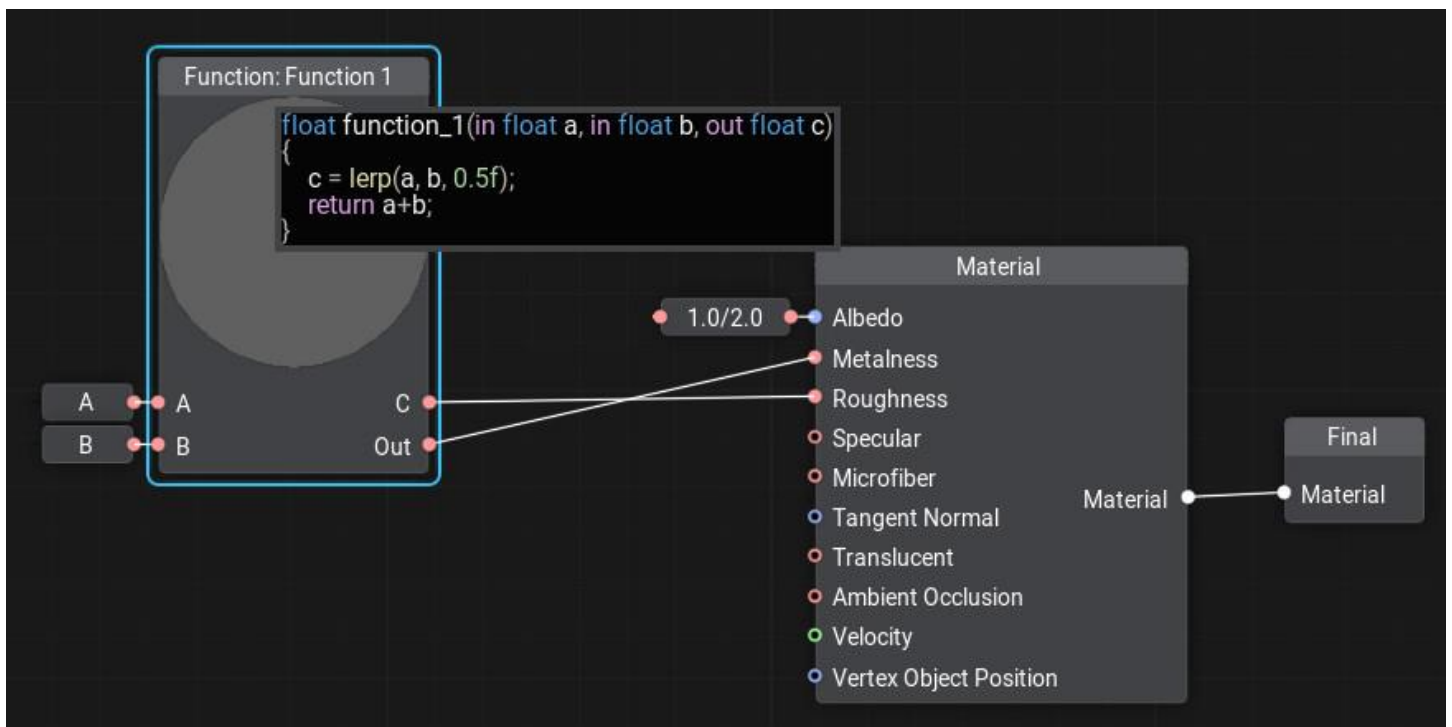 Function: Function 1
float function_1(in float a, in float b, out float c)
{
c = lerp(a, b, 0.5f);
return a+b;
}
A
B
A
B
C
Out
1.0/2.0
Material
Albedo
Metalness
Roughness
Specular
Microfiber
Tangent Normal
Translucent
Ambient Occlusion
Velocity
Vertex Object Position
Material
Final
Material